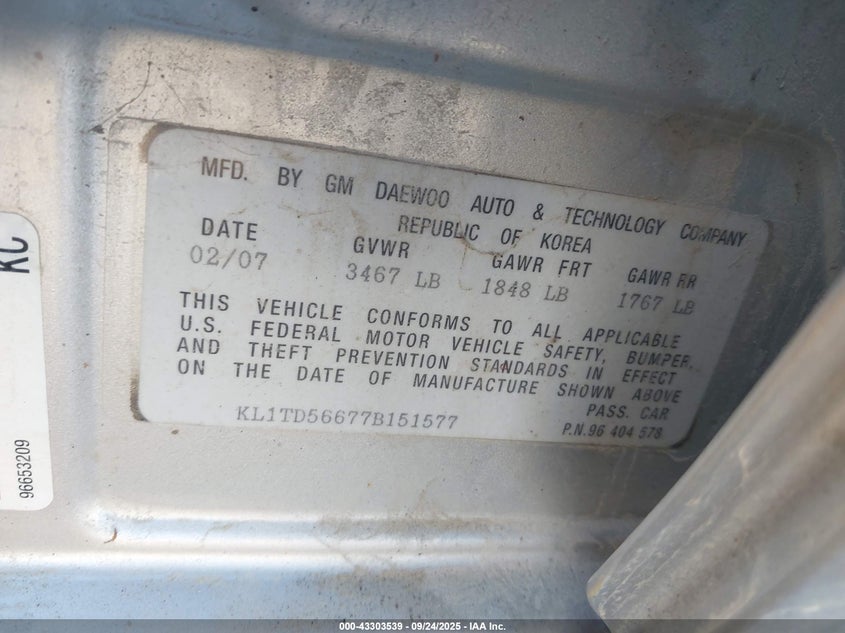 MFD. BY GM DAEWOO AUTO & TECHNOLOGY COMPANY
REPUBLIC OF KOREA
DATE GVWR GAWR FRT GAWR RR
02/07 3467 LB 1848 LB 1767 LB
THIS VEHICLE CONFORMS TO ALL APPLICABLE
U.S. FEDERAL MOTOR VEHICLE SAFETY, BUMPER,
AND THEFT PREVENTION STANDARDS IN EFFECT
ON THE DATE OF MANUFACTURE SHOWN ABOVE
PASS. CAR
KL1TD56677B151577
P.N.96 404 578
KC
96653209
000-43303539 - 09/24/2025 - IAA Inc.